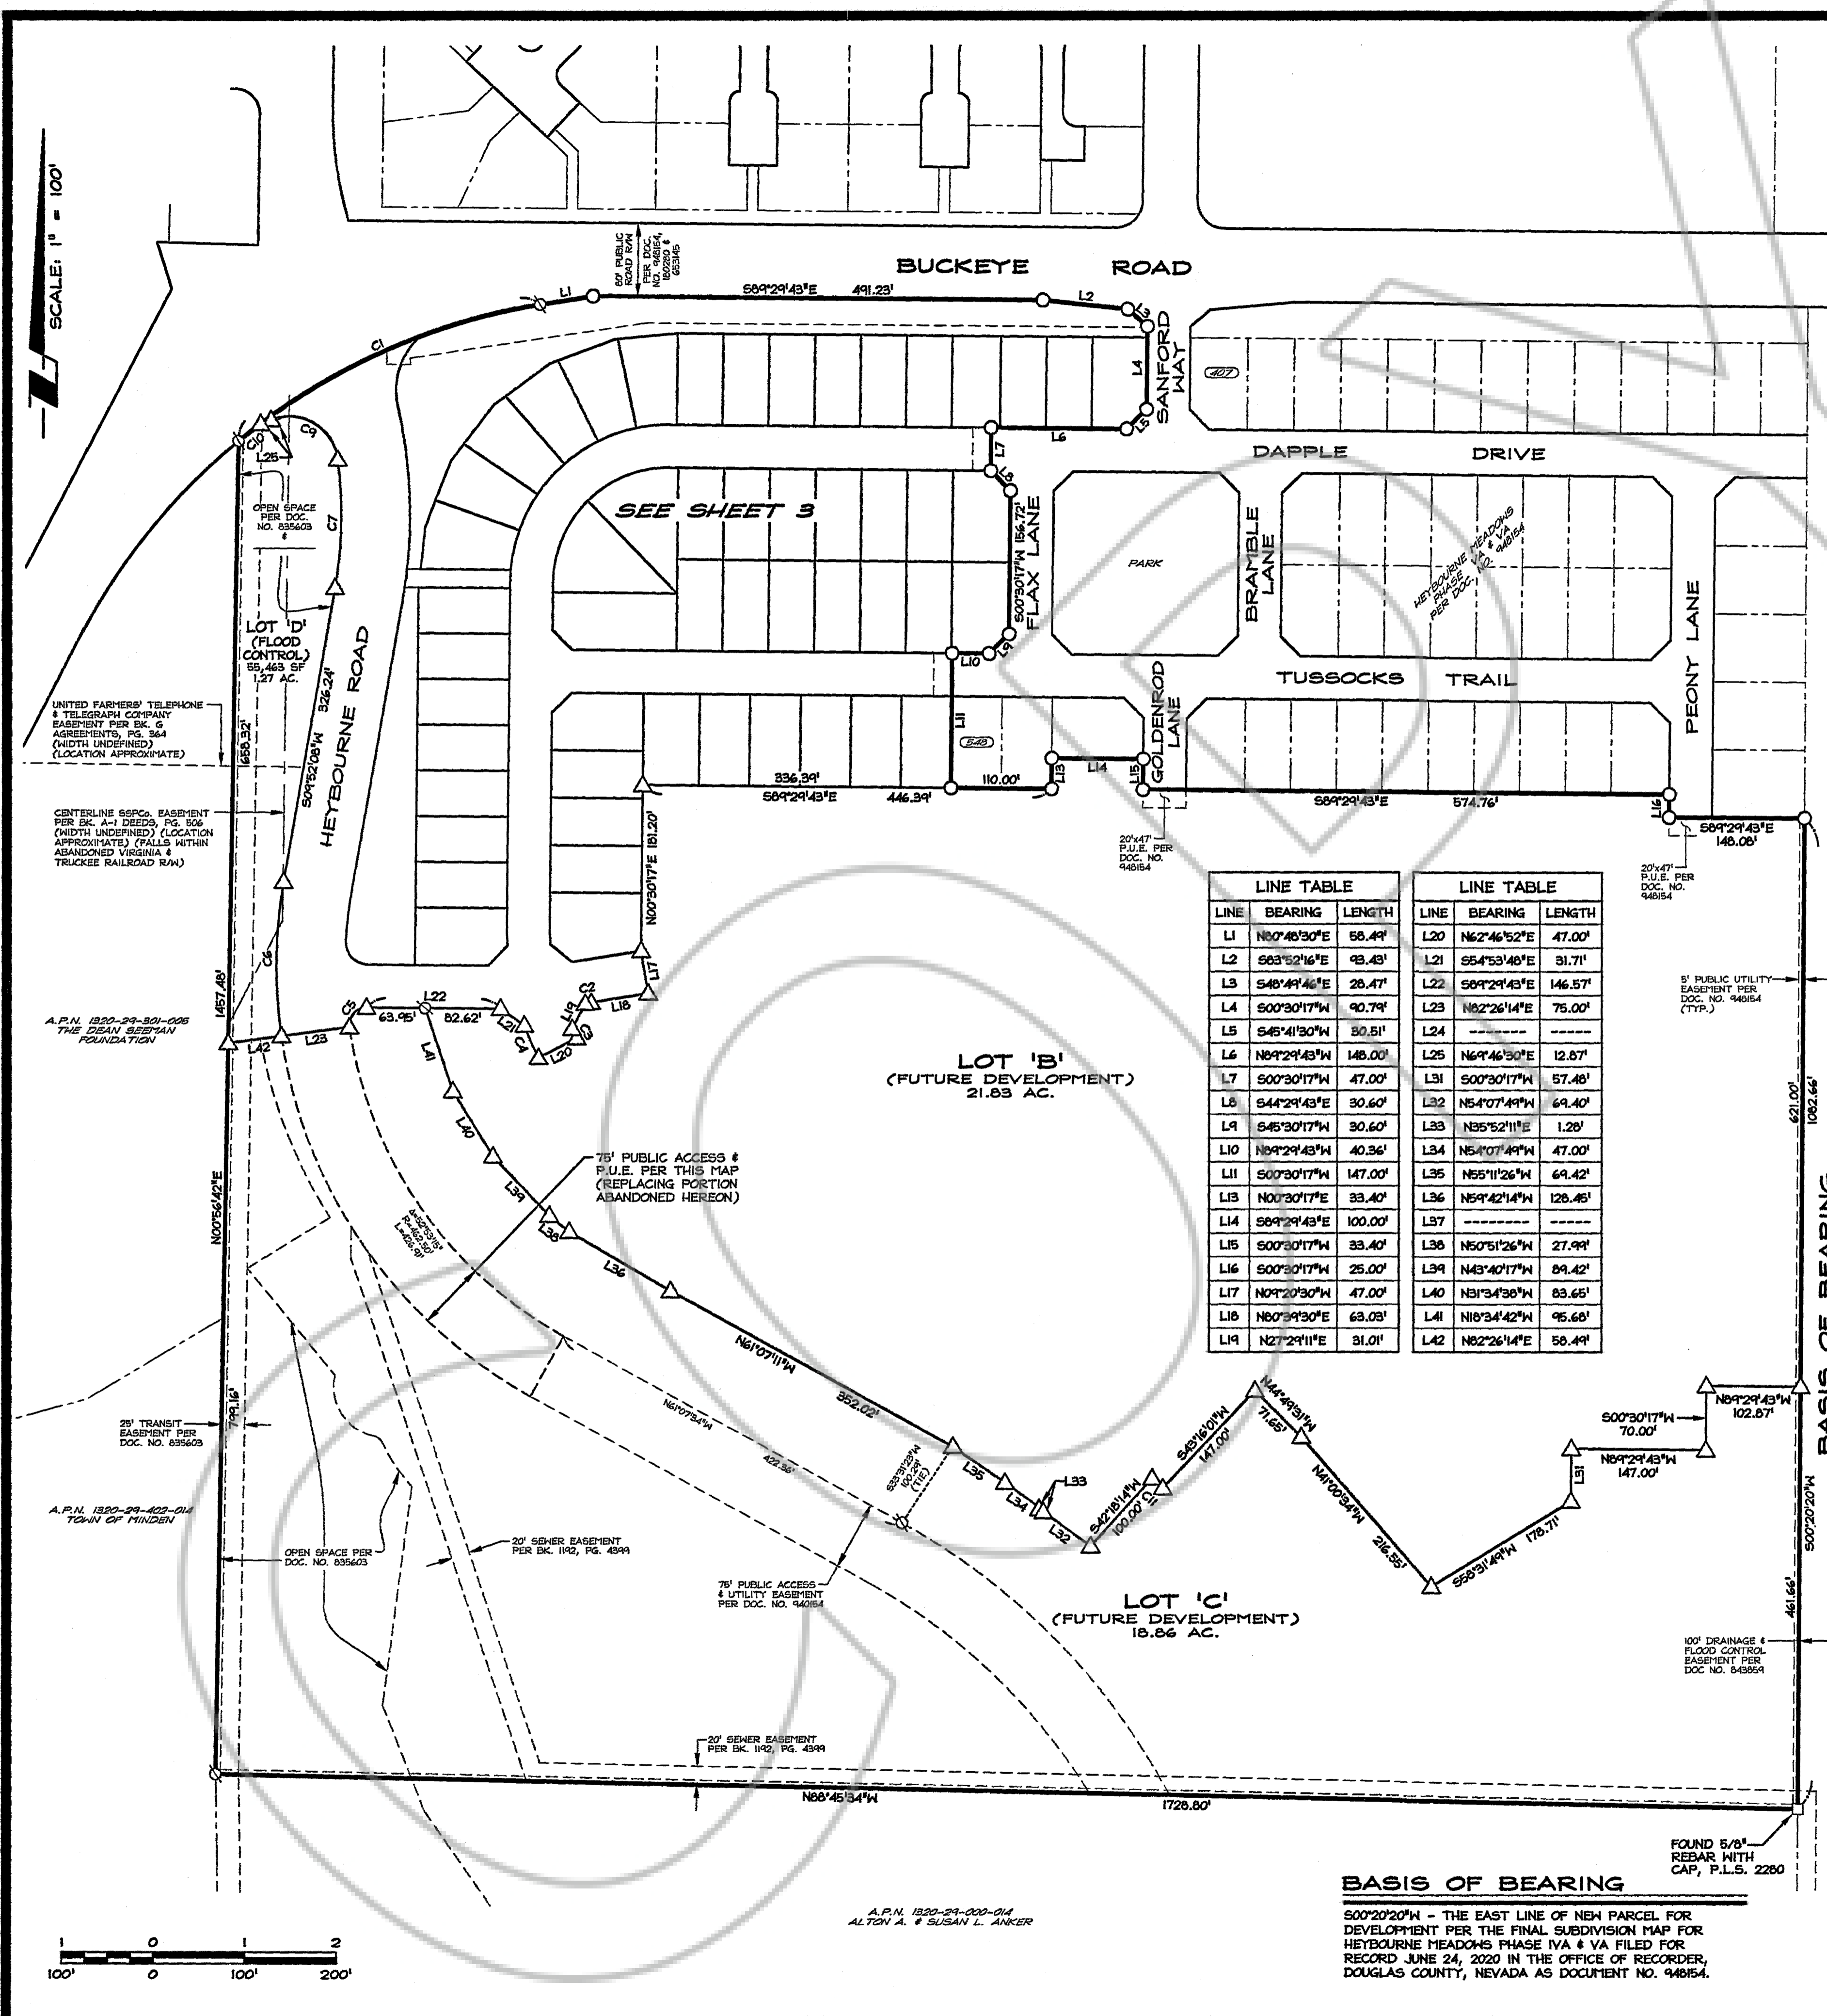 SCALE: 1" = 100'
60' PUBLIC
ROAD R/W
PER DOC.
NO. 948154,
180280 &
653145
BUCKEYE ROAD
L1
S89°29'43"E 491.23'
L2
L3
C1
L4
SANFORD
WAY
407
L5
L6
L7
L8
C9
C10
L25
DAPPLE DRIVE
OPEN SPACE
PER DOC.
NO. 835603
&
C7
SEE SHEET 3
S00°30'17"W 156.72'
FLAX LANE
PARK
BRAMBLE
LANE
HEYBOURNE MEADOWS
PHASE IVA & VA
PER DOC. NO. 948154
PEONY LANE
LOT 'D'
(FLOOD
CONTROL)
55,463 SF
1.27 AC.
HEYBOURNE ROAD
S09°52'08"W 326.24'
658.32'
L9
L10
L11
TUSSOCKS TRAIL
GOLDENROD
LANE
UNITED FARMERS' TELEPHONE
& TELEGRAPH COMPANY
EASEMENT PER BK. G
AGREEMENTS, PG. 364
(WIDTH UNDEFINED)
(LOCATION APPROXIMATE)
548
L13
L14
L15
L16
336.39'
110.00'
S89°29'43"E 446.39'
S89°29'43"E 574.76'
S89°29'43"E
148.08'
CENTERLINE SSPCo. EASEMENT
PER BK. A-1 DEEDS, PG. 506
(WIDTH UNDEFINED) (LOCATION
APPROXIMATE) (FALLS WITHIN
ABANDONED VIRGINIA &
TRUCKEE RAILROAD R/W)
N00°30'17"E 181.20'
20'x47'
P.U.E. PER
DOC. NO.
948154
20'x47'
P.U.E. PER
DOC. NO.
948154
C6
1457.48'
C5
L22
63.95'
82.62'
L21
C4
L20
C3
L19
C2
L18
L17
L42
L23
L41
A.P.N. 1320-29-301-005
THE DEAN SEEMAN
FOUNDATION
LOT 'B'
(FUTURE DEVELOPMENT)
21.83 AC.
LINE TABLE
LINE BEARING LENGTH
L1 N80°48'30"E 58.49'
L2 S83°52'16"E 93.43'
L3 S48°49'46"E 28.47'
L4 S00°30'17"W 90.79'
L5 S45°41'30"W 30.51'
L6 N89°29'43"W 148.00'
L7 S00°30'17"W 47.00'
L8 S44°29'43"E 30.60'
L9 S45°30'17"W 30.60'
L10 N89°29'43"W 40.36'
L11 S00°30'17"W 147.00'
L13 N00°30'17"E 33.40'
L14 S89°29'43"E 100.00'
L15 S00°30'17"W 33.40'
L16 S00°30'17"W 25.00'
L17 N09°20'30"W 47.00'
L18 N80°39'30"E 63.03'
L19 N27°29'11"E 31.01'
LINE TABLE
LINE BEARING LENGTH
L20 N62°46'52"E 47.00'
L21 S54°53'48"E 31.71'
L22 S89°29'43"E 146.57'
L23 N82°26'14"E 75.00'
L24 -------- -----
L25 N69°46'30"E 12.87'
L31 S00°30'17"W 57.48'
L32 N54°07'49"W 69.40'
L33 N35°52'11"E 1.28'
L34 N54°07'49"W 47.00'
L35 N55°11'26"W 69.42'
L36 N59°42'14"W 128.45'
L37 -------- -----
L38 N50°51'26"W 27.99'
L39 N43°40'17"W 89.42'
L40 N31°34'38"W 83.65'
L41 N18°34'42"W 95.68'
L42 N82°26'14"E 58.49'
5' PUBLIC UTILITY
EASEMENT PER
DOC. NO. 948154
(TYP.)
621.00'
1082.66'
L40
L39
L38
L36
75' PUBLIC ACCESS &
P.U.E. PER THIS MAP
(REPLACING PORTION
ABANDONED HEREON)
Δ=52°53'15"
R=462.50'
L=426.91'
N00°56'42"E
N61°07'11"W 352.02'
N61°07'34"W
422.36'
S33°31'23"W
100.29'
(TIE)
L35
L34
L33
L32
S42°18'14"W
100.00'
C11
S43°16'01"W
147.00'
N44°49'31"W
71.65'
N41°00'34"W 216.55'
S58°31'49"W 178.71'
L31
N89°29'43"W
147.00'
S00°30'17"W
70.00'
N89°29'43"W
102.87'
BASIS OF BEARING
S00°20'20"W
461.66'
25' TRANSIT
EASEMENT PER
DOC. NO. 835603
799.16'
A.P.N. 1320-29-402-014
TOWN OF MINDEN
OPEN SPACE PER
DOC. NO. 835603
20' SEWER EASEMENT
PER BK. 1192, PG. 4399
75' PUBLIC ACCESS
& UTILITY EASEMENT
PER DOC. NO. 940154
LOT 'C'
(FUTURE DEVELOPMENT)
18.86 AC.
100' DRAINAGE &
FLOOD CONTROL
EASEMENT PER
DOC NO. 843859
20' SEWER EASEMENT
PER BK. 1192, PG. 4399
N88°45'34"W 1728.80'
FOUND 5/8"
REBAR WITH
CAP, P.L.S. 2280
A.P.N. 1320-29-000-014
ALTON A. & SUSAN L. ANKER
BASIS OF BEARING
S00°20'20"W - THE EAST LINE OF NEW PARCEL FOR
DEVELOPMENT PER THE FINAL SUBDIVISION MAP FOR
HEYBOURNE MEADOWS PHASE IVA & VA FILED FOR
RECORD JUNE 24, 2020 IN THE OFFICE OF RECORDER,
DOUGLAS COUNTY, NEVADA AS DOCUMENT NO. 948154.
1 0 1 2
100' 0 100' 200'